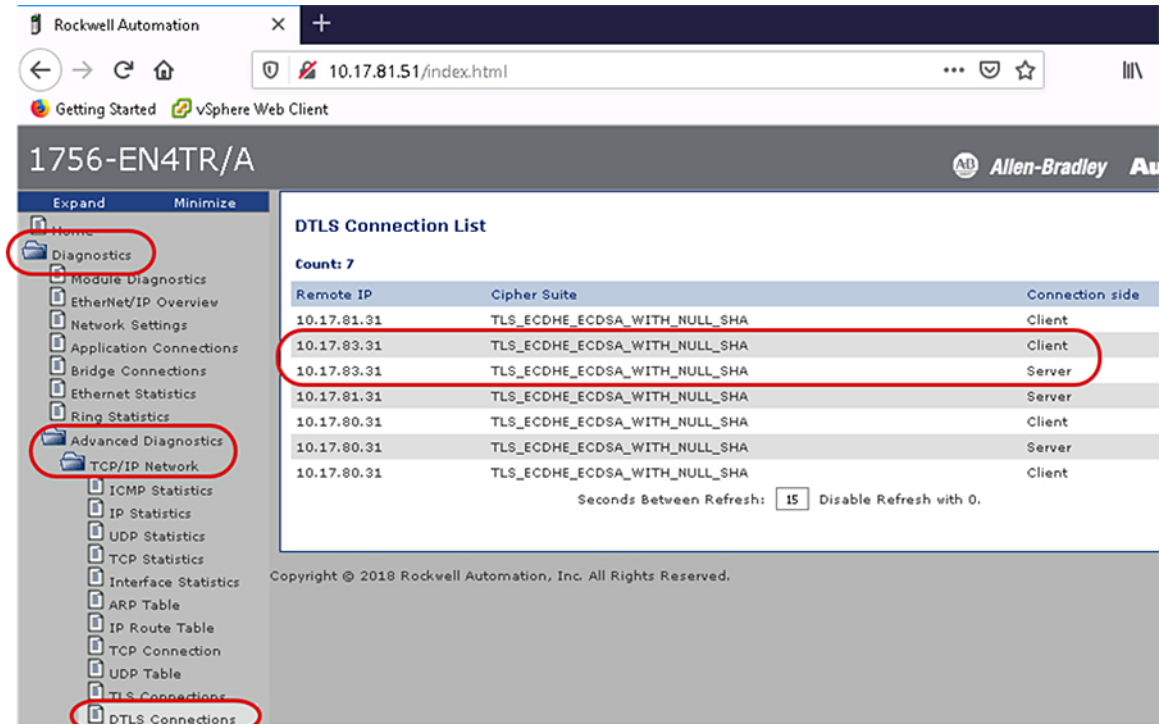 Rockwell Automation
10.17.81.51/index.html
Getting Started vSphere Web Client
1756-EN4TR/A
Allen-Bradley Au
Expand Minimize
Home
Diagnostics
Module Diagnostics
EtherNet/IP Overview
Network Settings
Application Connections
Bridge Connections
Ethernet Statistics
Ring Statistics
Advanced Diagnostics
TCP/IP Network
ICMP Statistics
IP Statistics
UDP Statistics
TCP Statistics
Interface Statistics
ARP Table
IP Route Table
TCP Connection
UDP Table
TLS Connections
DTLS Connections
DTLS Connection List
Count: 7
Remote IP Cipher Suite Connection side
10.17.81.31 TLS_ECDHE_ECDSA_WITH_NULL_SHA Client
10.17.83.31 TLS_ECDHE_ECDSA_WITH_NULL_SHA Client
10.17.83.31 TLS_ECDHE_ECDSA_WITH_NULL_SHA Server
10.17.81.31 TLS_ECDHE_ECDSA_WITH_NULL_SHA Server
10.17.80.31 TLS_ECDHE_ECDSA_WITH_NULL_SHA Client
10.17.80.31 TLS_ECDHE_ECDSA_WITH_NULL_SHA Server
10.17.80.31 TLS_ECDHE_ECDSA_WITH_NULL_SHA Client
Seconds Between Refresh: 15 Disable Refresh with 0.
Copyright © 2018 Rockwell Automation, Inc. All Rights Reserved.